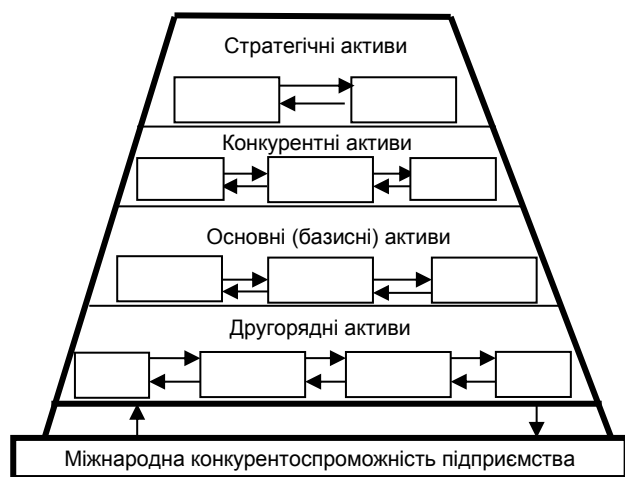 Стратегічні активи
Конкурентні активи
Основні (базисні) активи
Другорядні активи
Міжнародна конкурентоспроможність підприємства